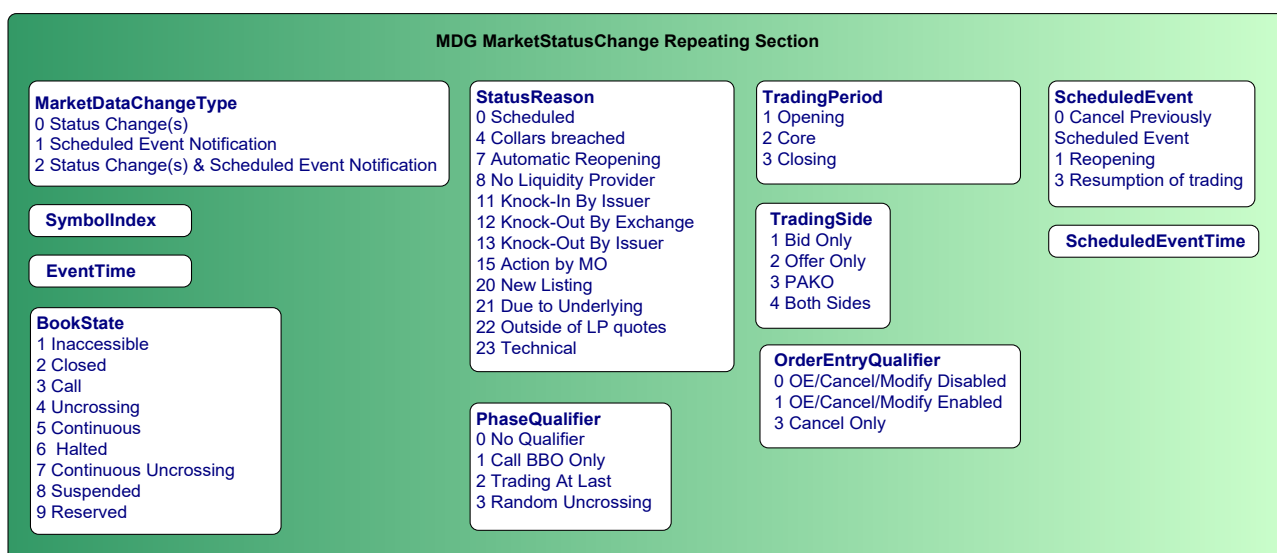 MDG MarketStatusChange Repeating Section
MarketDataChangeType
0 Status Change(s)
1 Scheduled Event Notification
2 Status Change(s) & Scheduled Event Notification
SymbolIndex
EventTime
BookState
1 Inaccessible
2 Closed
3 Call
4 Uncrossing
5 Continuous
6 Halted
7 Continuous Uncrossing
8 Suspended
9 Reserved
StatusReason
0 Scheduled
4 Collars breached
7 Automatic Reopening
8 No Liquidity Provider
11 Knock-In By Issuer
12 Knock-Out By Exchange
13 Knock-Out By Issuer
15 Action by MO
20 New Listing
21 Due to Underlying
22 Outside of LP quotes
23 Technical
PhaseQualifier
0 No Qualifier
1 Call BBO Only
2 Trading At Last
3 Random Uncrossing
TradingPeriod
1 Opening
2 Core
3 Closing
TradingSide
1 Bid Only
2 Offer Only
3 PAKO
4 Both Sides
OrderEntryQualifier
0 OE/Cancel/Modify Disabled
1 OE/Cancel/Modify Enabled
3 Cancel Only
ScheduledEvent
0 Cancel Previously
Scheduled Event
1 Reopening
3 Resumption of trading
ScheduledEventTime